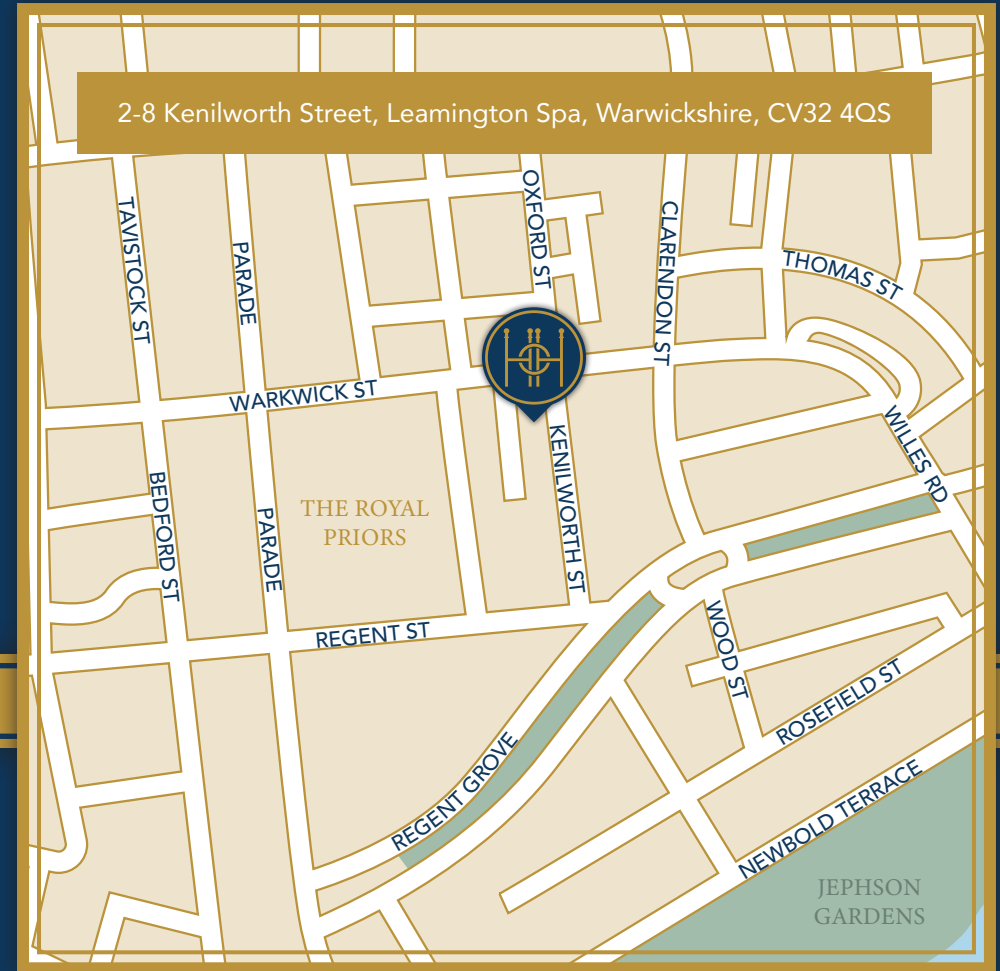 2-8 Kenilworth Street, Leamington Spa, Warwickshire, CV32 4QS
OXFORD ST
TAVISTOCK ST
PARADE
CLARENDON ST
THOMAS ST
WARKWICK ST
WILLES RD
KENILWORTH ST
BEDFORD ST
PARADE
THE ROYAL
PRIORS
REGENT ST
WOOD ST
ROSEFIELD ST
REGENT GROVE
NEWBOLD TERRACE
JEPHSON
GARDENS